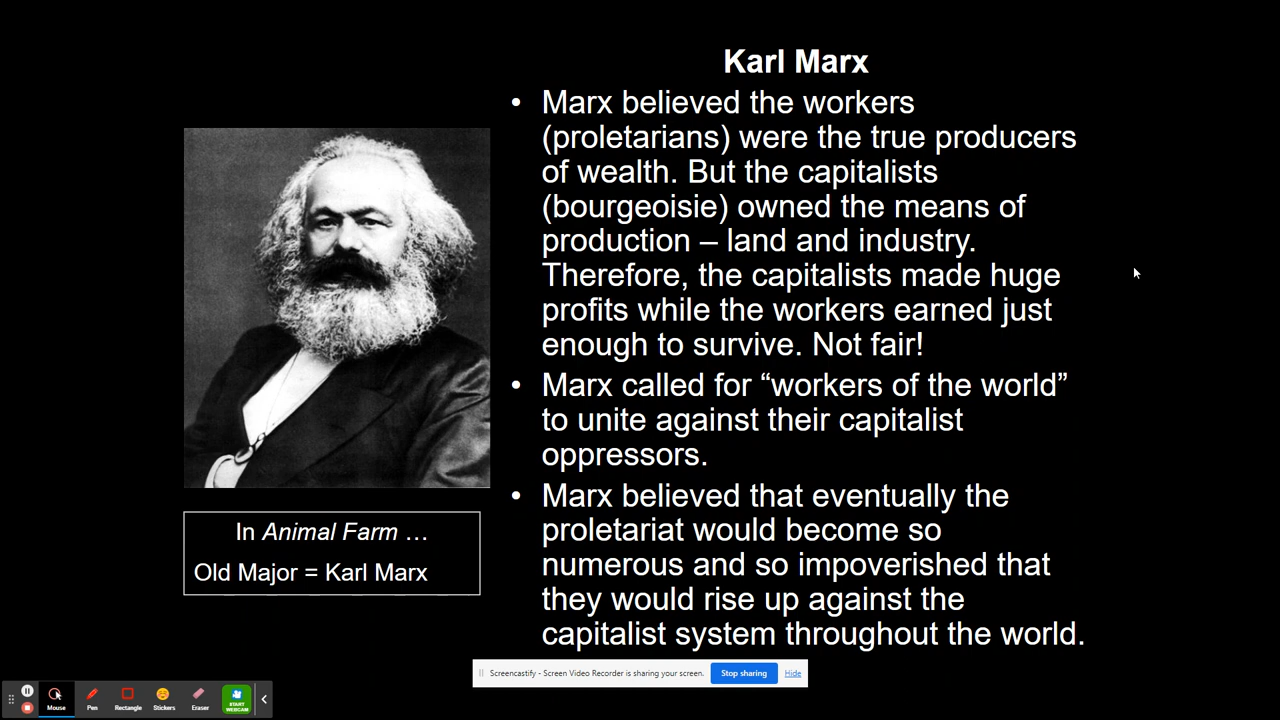 Karl Marx
• Marx believed the workers
(proletarians) were the true producers
of wealth. But the capitalists
(bourgeoisie) owned the means of
production – land and industry.
Therefore, the capitalists made huge
profits while the workers earned just
enough to survive. Not fair!
• Marx called for “workers of the world”
to unite against their capitalist
oppressors.
• Marx believed that eventually the
proletariat would become so
numerous and so impoverished that
they would rise up against the
capitalist system throughout the world.
In Animal Farm …
Old Major = Karl Marx
Screencastify - Screen Video Recorder is sharing your screen.
Stop sharing
Hide
Mouse
Pen
Rectangle
Stickers
Eraser
START
WEBCAM